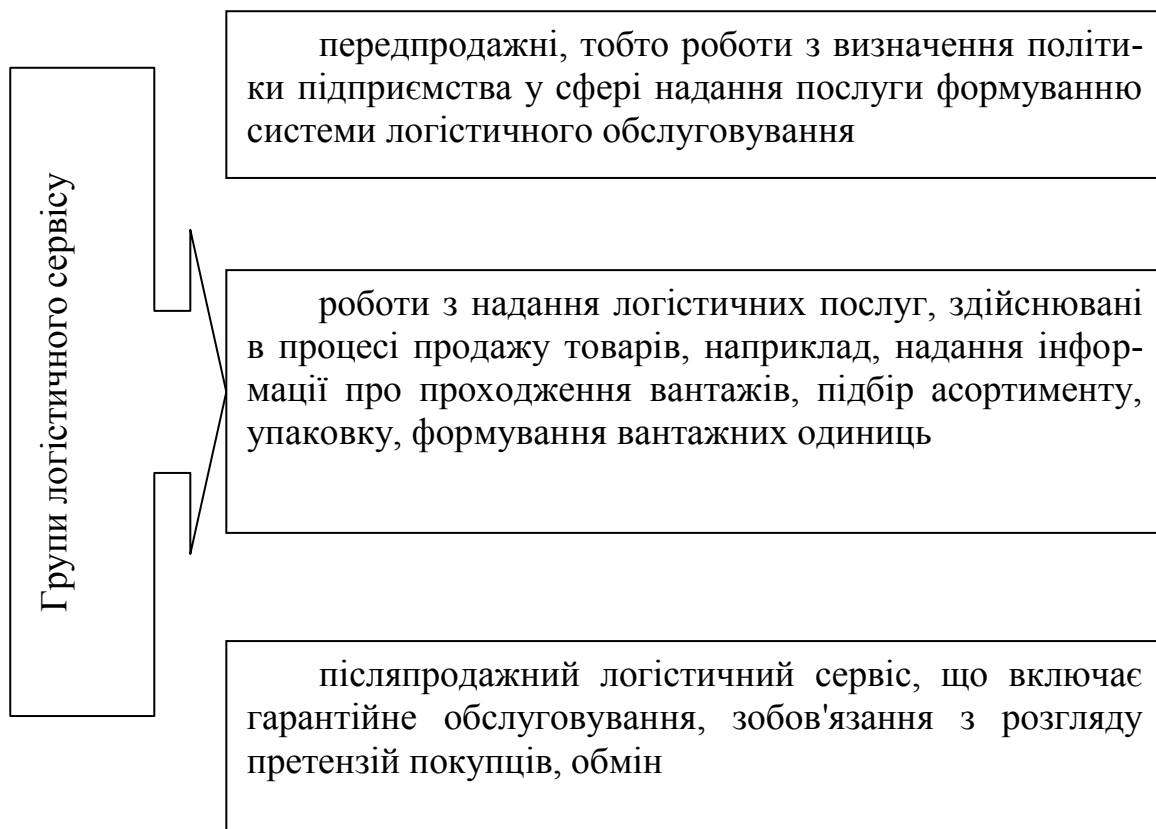 Групи логістичного сервісу
передпродажні, тобто роботи з визначення політи-
ки підприємства у сфері надання послуги формуванню
системи логістичного обслуговування
роботи з надання логістичних послуг, здійснювані
в процесі продажу товарів, наприклад, надання інфор-
мації про проходження вантажів, підбір асортименту,
упаковку, формування вантажних одиниць
післяпродажний логістичний сервіс, що включає
гарантійне обслуговування, зобов'язання з розгляду
претензій покупців, обмін